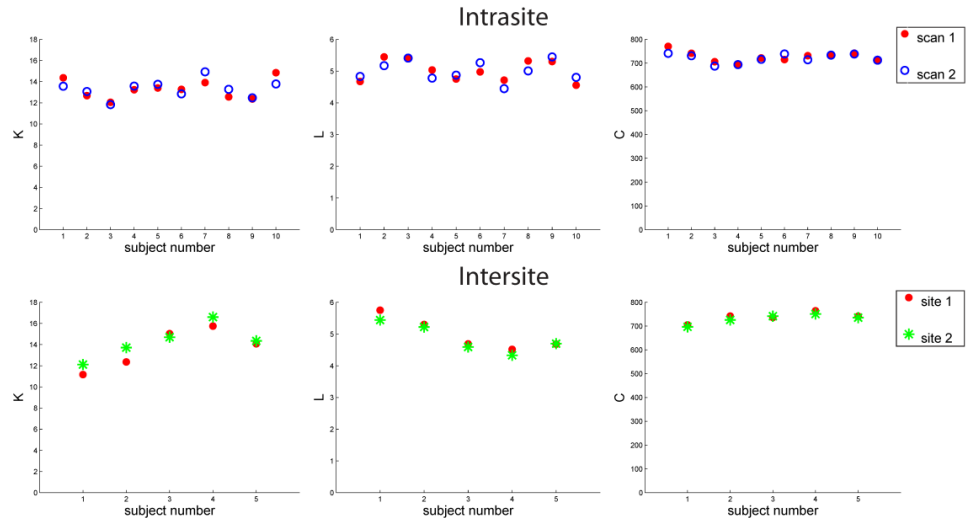 Intrasite
K
18
16
14
12
10
8
6
4
2
0
1 2 3 4 5 6 7 8 9 10
subject number
L
6
5
4
3
2
1
0
1 2 3 4 5 6 7 8 9 10
subject number
C
800
700
600
500
400
300
200
100
0
1 2 3 4 5 6 7 8 9 10
subject number
scan 1
scan 2
Intersite
K
18
16
14
12
10
8
6
4
2
0
1 2 3 4 5
subject number
L
6
5
4
3
2
1
0
1 2 3 4 5
subject number
C
800
700
600
500
400
300
200
100
0
1 2 3 4 5
subject number
site 1
site 2